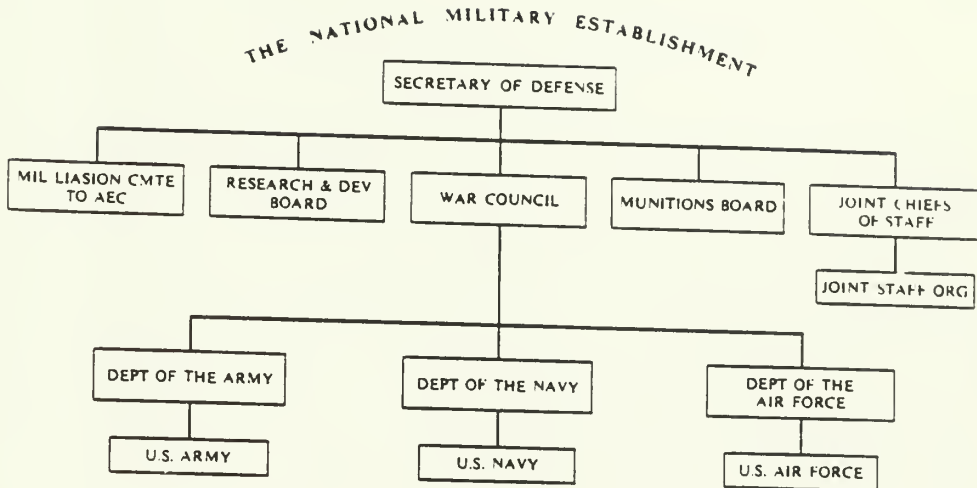 THE NATIONAL MILITARY ESTABLISHMENT
SECRETARY OF DEFENSE
MIL LIASION CMTE
TO AEC
RESEARCH & DEV
BOARD
WAR COUNCIL
MUNITIONS BOARD
JOINT CHIEFS
OF STAFF
JOINT STAFF ORG
DEPT OF THE ARMY
DEPT OF THE NAVY
DEPT OF THE
AIR FORCE
U.S. ARMY
U.S. NAVY
U.S. AIR FORCE